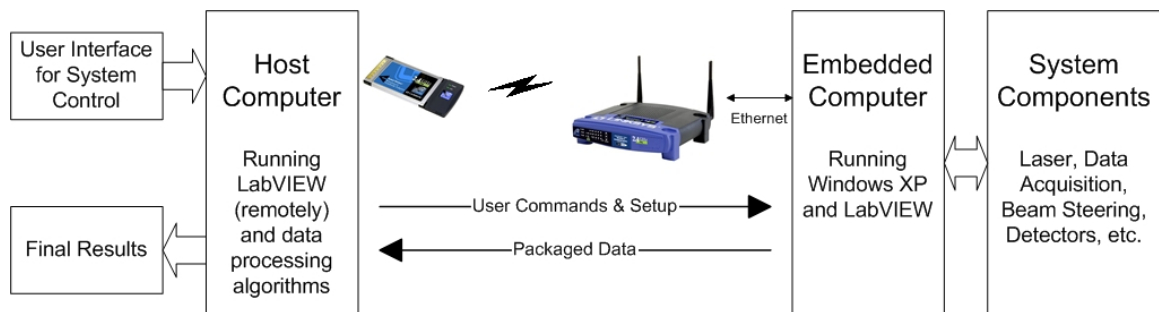 User Interface
for System
Control
Final Results
Host
Computer
Running
LabVIEW
(remotely)
and data
processing
algorithms
LINKSYS
Ethernet
User Commands & Setup
Packaged Data
Embedded
Computer
Running
Windows XP
and LabVIEW
System
Components
Laser, Data
Acquisition,
Beam Steering,
Detectors, etc.